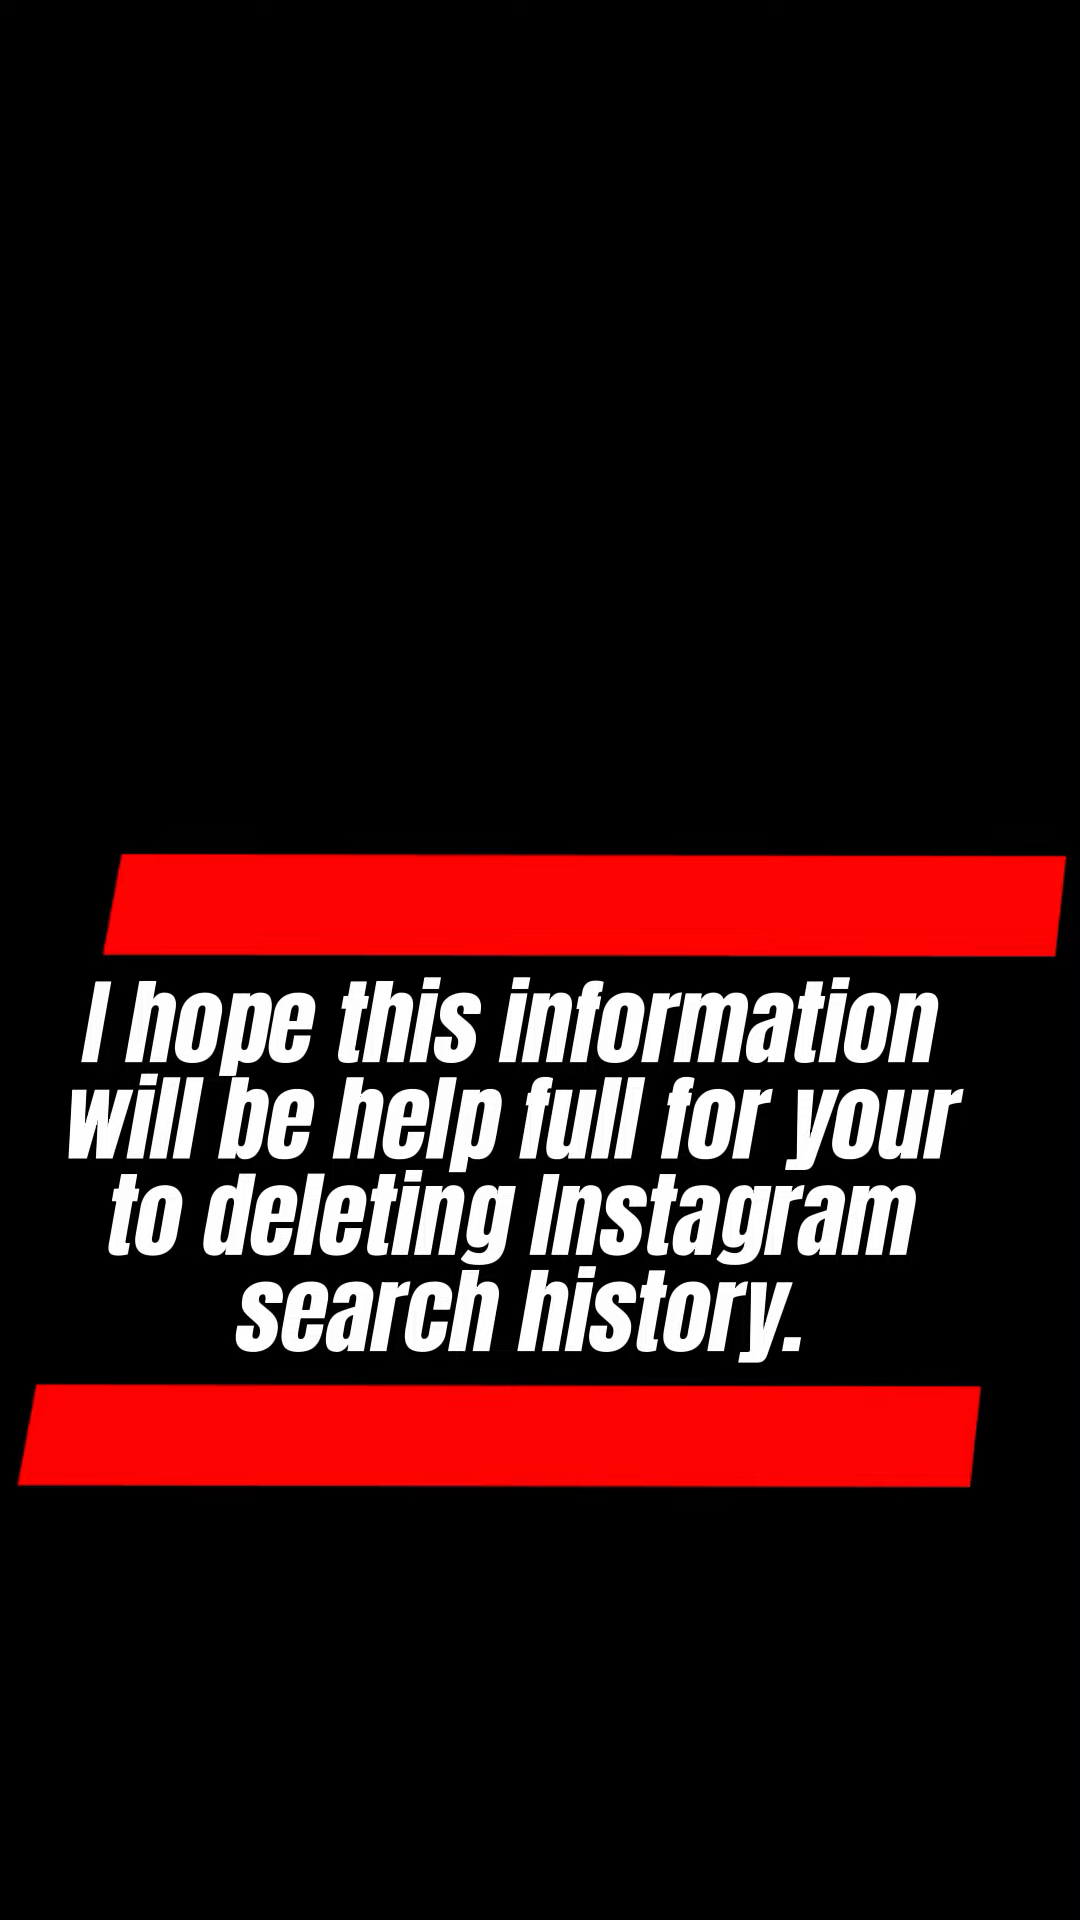 I hope this information
will be help full for your
to deleting Instagram
search history.